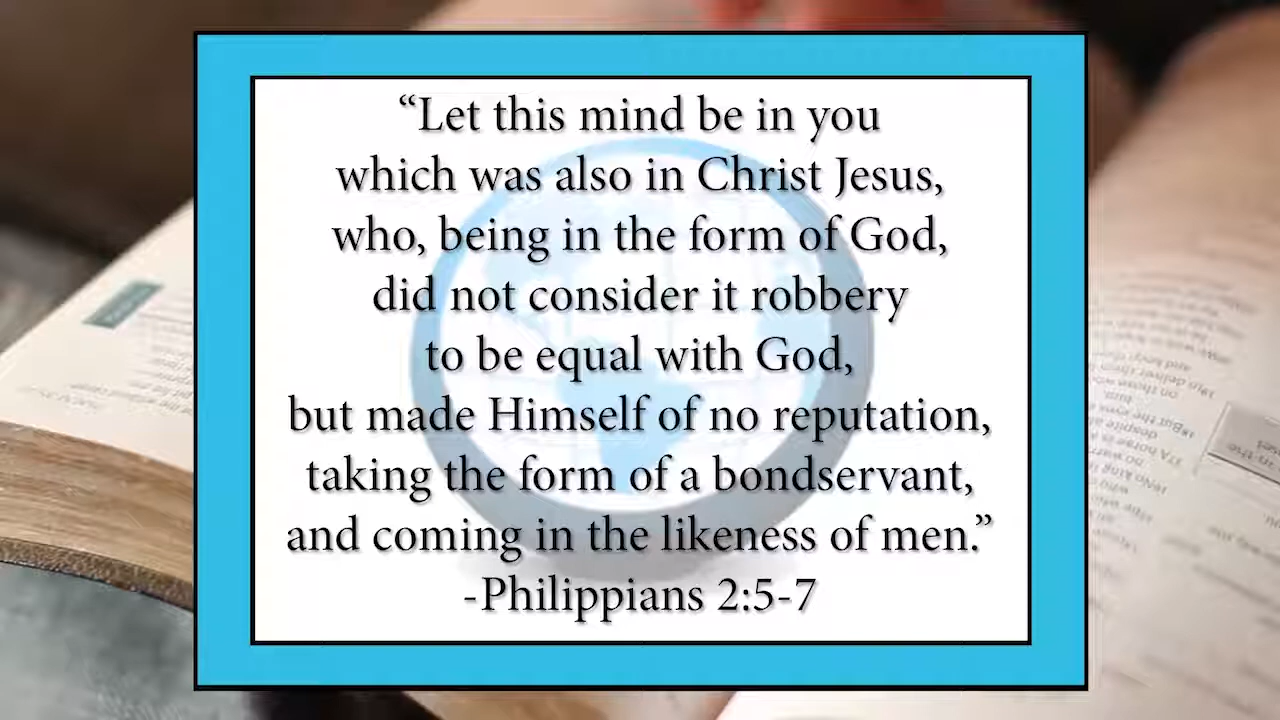 “Let this mind be in you
which was also in Christ Jesus,
who, being in the form of God,
did not consider it robbery
to be equal with God,
but made Himself of no reputation,
taking the form of a bondservant,
and coming in the likeness of men.”
-Philippians 2:5-7